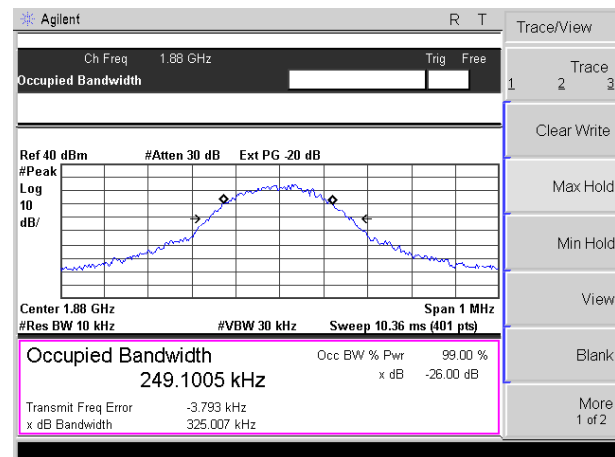 Agilent R T Trace/View
Ch Freq 1.88 GHz Trig Free
Occupied Bandwidth
Trace
1 2 3
Clear Write
Max Hold
Min Hold
View
Blank
More
1 of 2
Ref 40 dBm #Atten 30 dB Ext PG -20 dB
#Peak
Log
10
dB/
Center 1.88 GHz Span 1 MHz
#Res BW 10 kHz #VBW 30 kHz Sweep 10.36 ms (401 pts)
Occupied Bandwidth Occ BW % Pwr 99.00 %
249.1005 kHz x dB -26.00 dB
Transmit Freq Error -3.793 kHz
x dB Bandwidth 325.007 kHz